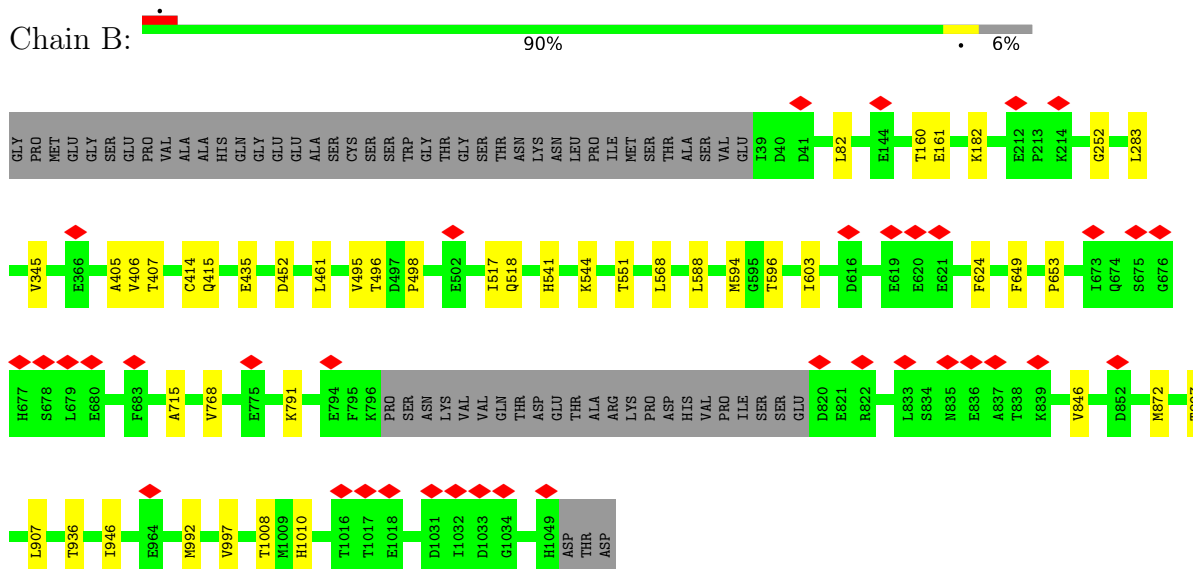 Chain B:
90% • 6%
GLY PRO MET GLU GLY SER GLU PRO VAL ALA ALA HIS GLN GLY GLU GLU ALA SER CYS SER SER TRP GLY THR GLY SER THR ASN LYS ASN LEU PRO ILE MET SER THR ALA SER VAL GLU I39 D40 D41 L82 E144 T160 E161 K182 E212 P213 K214 G252 L283
V345 E366 A405 V406 T407 C414 Q415 E435 D452 L461 V495 T496 D497 P498 E502 I517 Q518 H541 K544 T551 L568 L588 M594 G595 T596 I603 D616 E619 E620 E621 F624 F649 P653 I673 Q674 S675 G676
H677 S678 L679 E680 F683 A715 V768 E775 K791 E794 F795 K796 PRO SER ASN LYS VAL VAL GLN THR ASP GLU THR ALA ARG LYS PRO ASP HIS VAL PRO ILE SER SER GLU D820 E821 R822 L833 S834 N835 E836 A837 T838 K839 V846 D852 M872
L907 T936 I946 E964 M992 V997 T1008 M1009 H1010 T1016 T1017 E1018 D1031 I1032 D1033 G1034 H1049 ASP THR ASP